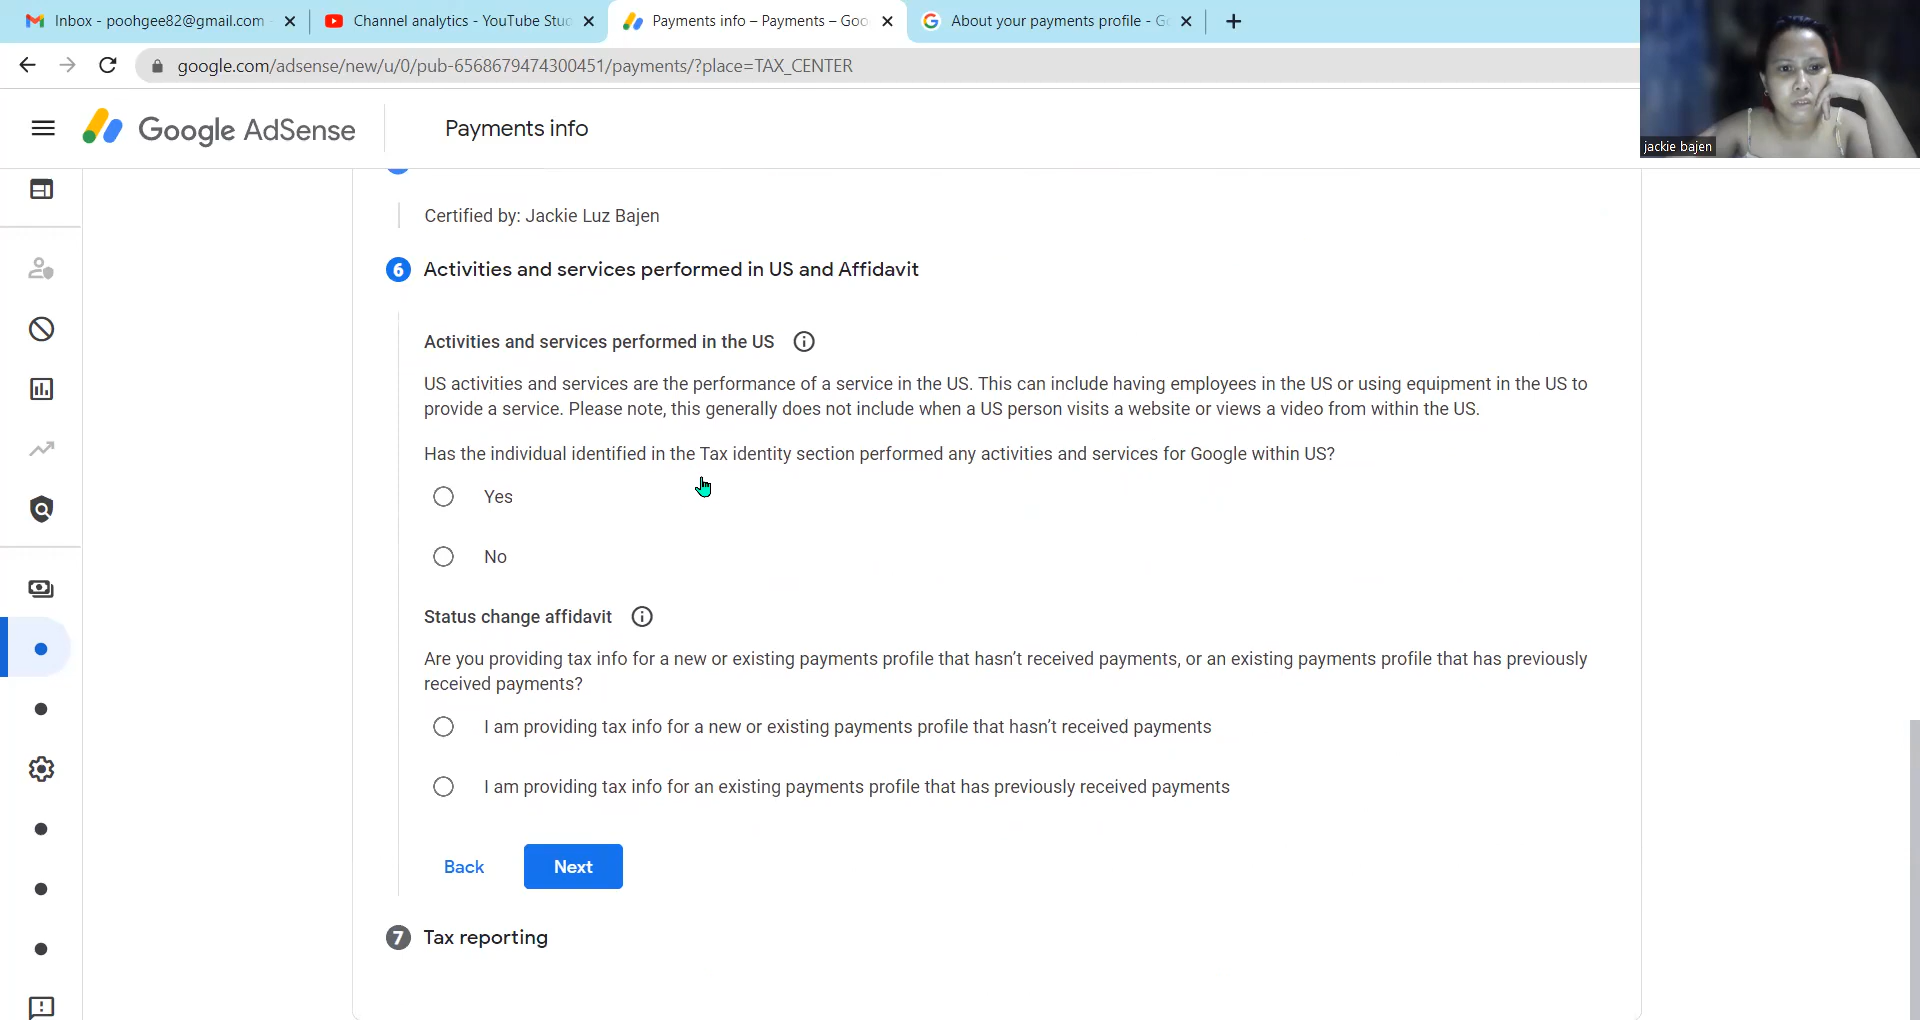 Inbox - poohgee82@gmail.com -
Channel analytics - YouTube Stu
Payments info – Payments – Goo
About your payments profile - G
google.com/adsense/new/u/0/pub-6568679474300451/payments/?place=TAX_CENTER
Google AdSense
Payments info
jackie bajen
Certified by: Jackie Luz Bajen
6 Activities and services performed in US and Affidavit
Activities and services performed in the US
US activities and services are the performance of a service in the US. This can include having employees in the US or using equipment in the US to
provide a service. Please note, this generally does not include when a US person visits a website or views a video from within the US.
Has the individual identified in the Tax identity section performed any activities and services for Google within US?
Yes
No
Status change affidavit
Are you providing tax info for a new or existing payments profile that hasn’t received payments, or an existing payments profile that has previously
received payments?
I am providing tax info for a new or existing payments profile that hasn’t received payments
I am providing tax info for an existing payments profile that has previously received payments
Back
Next
7 Tax reporting